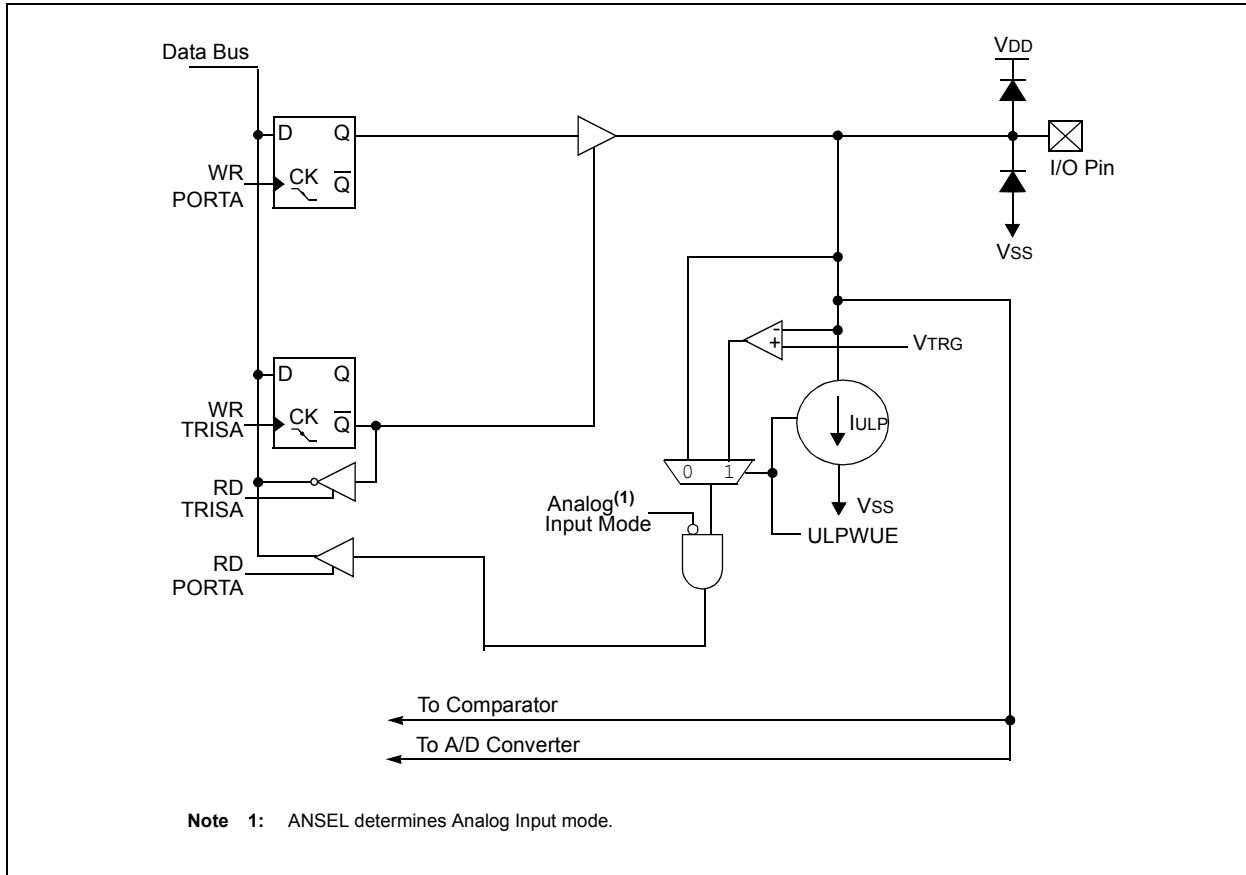 Data Bus
VDD
D Q
I/O Pin
WR
PORTA
CK Q
VSS
- 
+
VTRG
D Q
WR
TRISA
CK Q
IULP
0 1
RD
TRISA
Analog(1)
Input Mode
VSS
ULPWUE
RD
PORTA
To Comparator
To A/D Converter
Note 1: ANSEL determines Analog Input mode.